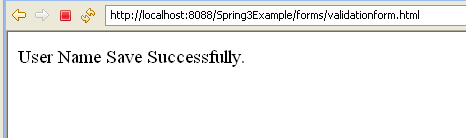 http://localhost:8088/Spring3Example/forms/validationform.html
User Name Save Successfully.